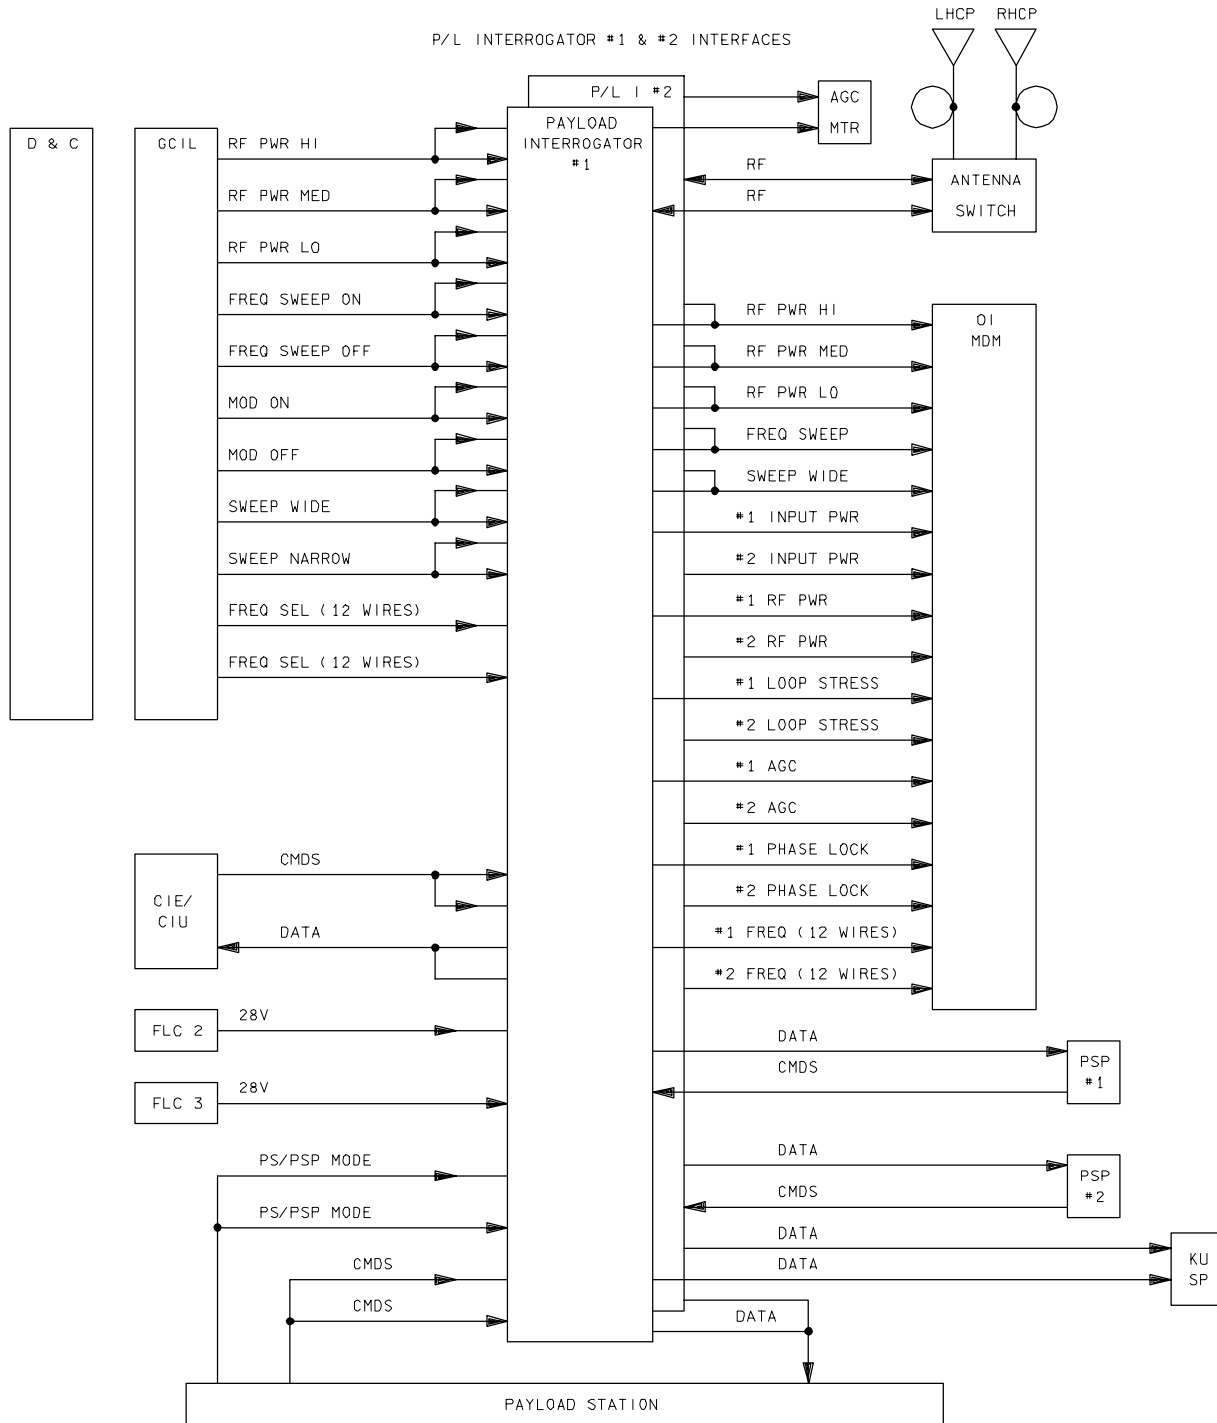 LHCP RHCP
P/L INTERROGATOR #1 & #2 INTERFACES
P/L I #2
AGC
MTR
PAYLOAD
INTERROGATOR
#1
D & C
GCIL
RF PWR HI
RF PWR MED
RF PWR LO
FREQ SWEEP ON
FREQ SWEEP OFF
MOD ON
MOD OFF
SWEEP WIDE
SWEEP NARROW
FREQ SEL (12 WIRES)
FREQ SEL (12 WIRES)
RF
RF
ANTENNA
SWITCH
RF PWR HI
RF PWR MED
RF PWR LO
FREQ SWEEP
SWEEP WIDE
#1 INPUT PWR
#2 INPUT PWR
#1 RF PWR
#2 RF PWR
#1 LOOP STRESS
#2 LOOP STRESS
#1 AGC
#2 AGC
#1 PHASE LOCK
#2 PHASE LOCK
#1 FREQ (12 WIRES)
#2 FREQ (12 WIRES)
OI
MDM
CIE/
CIU
CMDS
DATA
FLC 2
28V
FLC 3
28V
DATA
CMDS
PSP
#1
DATA
CMDS
PSP
#2
DATA
DATA
KU
SP
PS/PSP MODE
PS/PSP MODE
CMDS
CMDS
DATA
PAYLOAD STATION